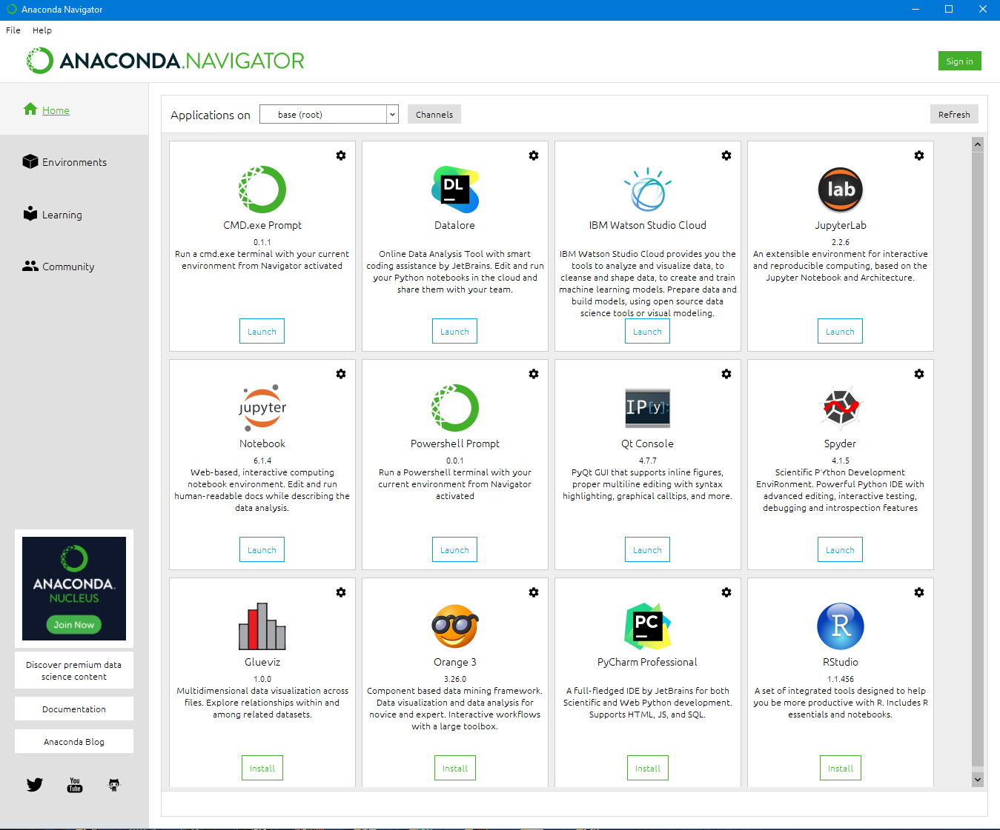 Anaconda Navigator
File Help
ANACONDA.NAVIGATOR
Sign in
Home
Environments
Learning
Community
ANACONDA.
NUCLEUS
Join Now
Discover premium data
science content
Documentation
Anaconda Blog
You
Tube
Applications on base (root) Channels Refresh
CMD.exe Prompt
0.1.1
Run a cmd.exe terminal with your current
environment from Navigator activated
Launch
DL
Datalore
Online Data Analysis Tool with smart
coding assistance by JetBrains. Edit and run
your Python notebooks in the cloud and
share them with your team.
Launch
IBM Watson Studio Cloud
IBM Watson Studio Cloud provides you the
tools to analyze and visualize data, to
cleanse and shape data, to create and train
machine learning models. Prepare data and
build models, using open source data
science tools or visual modeling.
Launch
lab
JupyterLab
2.2.6
An extensible environment for interactive
and reproducible computing, based on the
Jupyter Notebook and Architecture.
Launch
jupyter
Notebook
6.1.4
Web-based, interactive computing
notebook environment. Edit and run
human-readable docs while describing the
data analysis.
Launch
Powershell Prompt
0.0.1
Run a Powershell terminal with your
current environment from Navigator
activated
Launch
IP[y]:
Qt Console
4.7.7
PyQt GUI that supports inline figures,
proper multiline editing with syntax
highlighting, graphical calltips, and more.
Launch
Spyder
4.1.5
Scientific PYthon Development
EnviRonment. Powerful Python IDE with
advanced editing, interactive testing,
debugging and introspection features
Launch
Glueviz
1.0.0
Multidimensional data visualization across
files. Explore relationships within and
among related datasets.
Install
Orange 3
3.26.0
Component based data mining framework.
Data visualization and data analysis for
novice and expert. Interactive workflows
with a large toolbox.
Install
PC
PyCharm Professional
A full-fledged IDE by JetBrains for both
Scientific and Web Python development.
Supports HTML, JS, and SQL.
Install
R
RStudio
1.1.456
A set of integrated tools designed to help
you be more productive with R. Includes R
essentials and notebooks.
Install